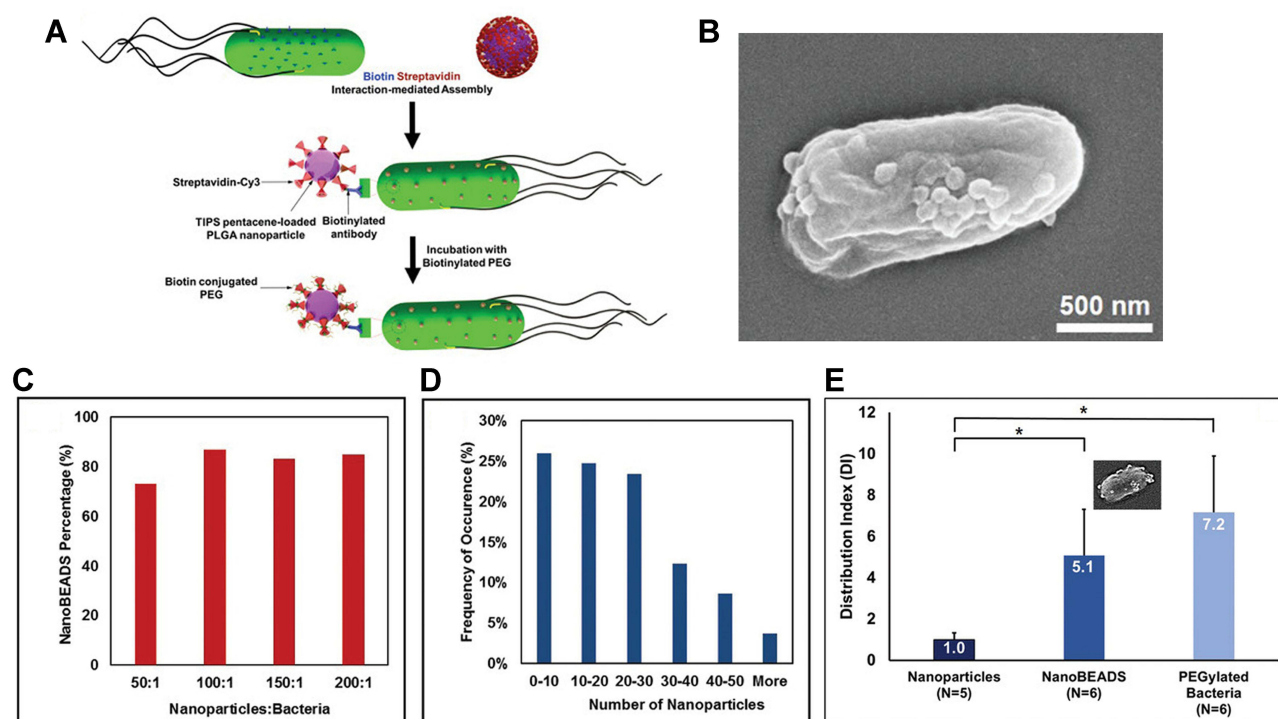 A
Biotin Streptavidin
Interaction-mediated Assembly
Streptavidin-Cy3
TIPS pentacene-loaded
PLGA nanoparticle
Biotinylated
antibody
Incubation with
Biotinylated PEG
Biotin conjugated
PEG
B
500 nm
C
NanoBEADS Percentage (%)
100
80
60
40
20
0
50:1 100:1 150:1 200:1
Nanoparticles:Bacteria
D
Frequency of Occurence (%)
30%
25%
20%
15%
10%
5%
0%
0-10 10-20 20-30 30-40 40-50 More
Number of Nanoparticles
E
Distribution Index (DI)
12
10
8
6
4
2
0
*
*
1.0
5.1
7.2
Nanoparticles
(N=5)
NanoBEADS
(N=6)
PEGylated
Bacteria
(N=6)